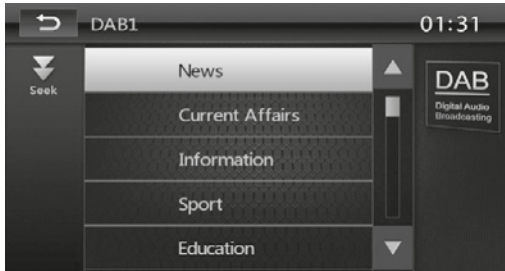 DAB1
01:31
Seek
News
Current Affairs
Information
Sport
Education
DAB
Digital Audio
Broadcasting